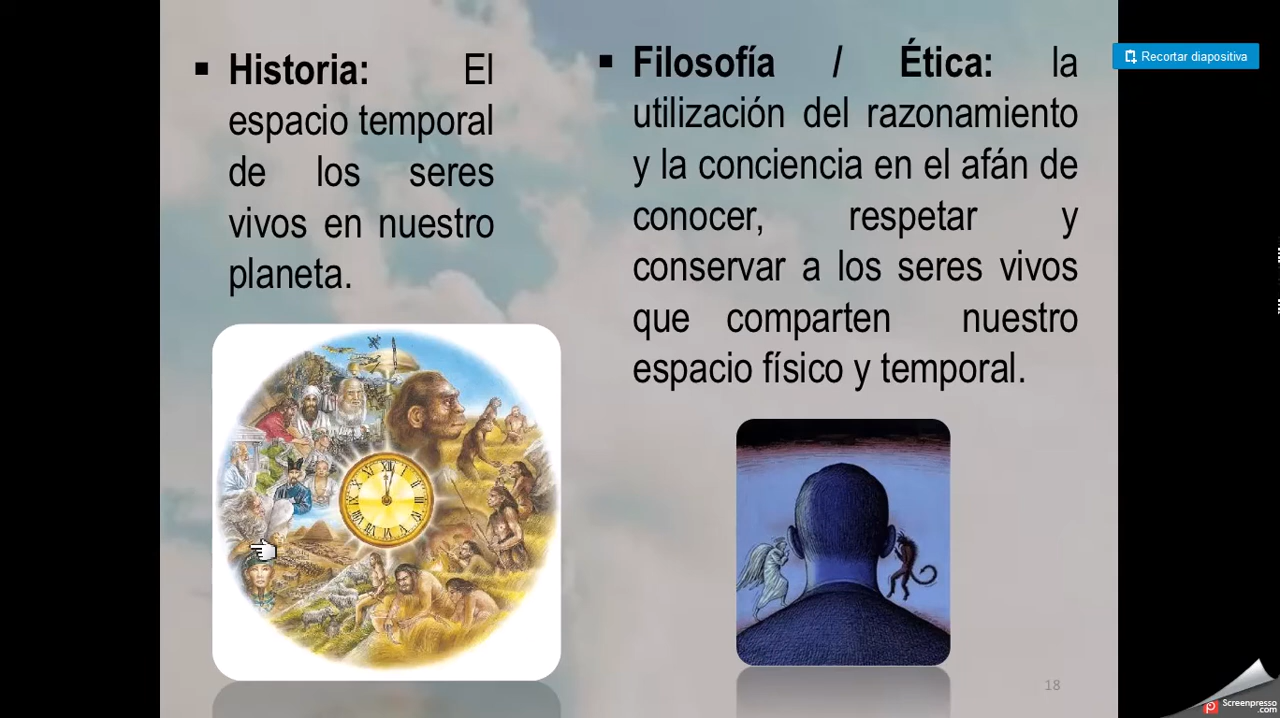 ▪ Historia: El
espacio temporal
de los seres
vivos en nuestro
planeta.
▪ Filosofía / Ética: la
utilización del razonamiento
y la conciencia en el afán de
conocer, respetar y
conservar a los seres vivos
que comparten nuestro
espacio físico y temporal.
Recortar diapositiva
XII
18
Screenpresso
.com